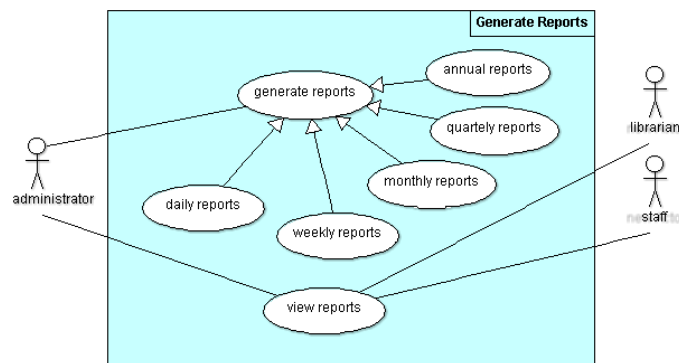 Generate Reports
annual reports
generate reports
quartely reports
librarian
monthly reports
administrator
daily reports
staff
weekly reports
view reports